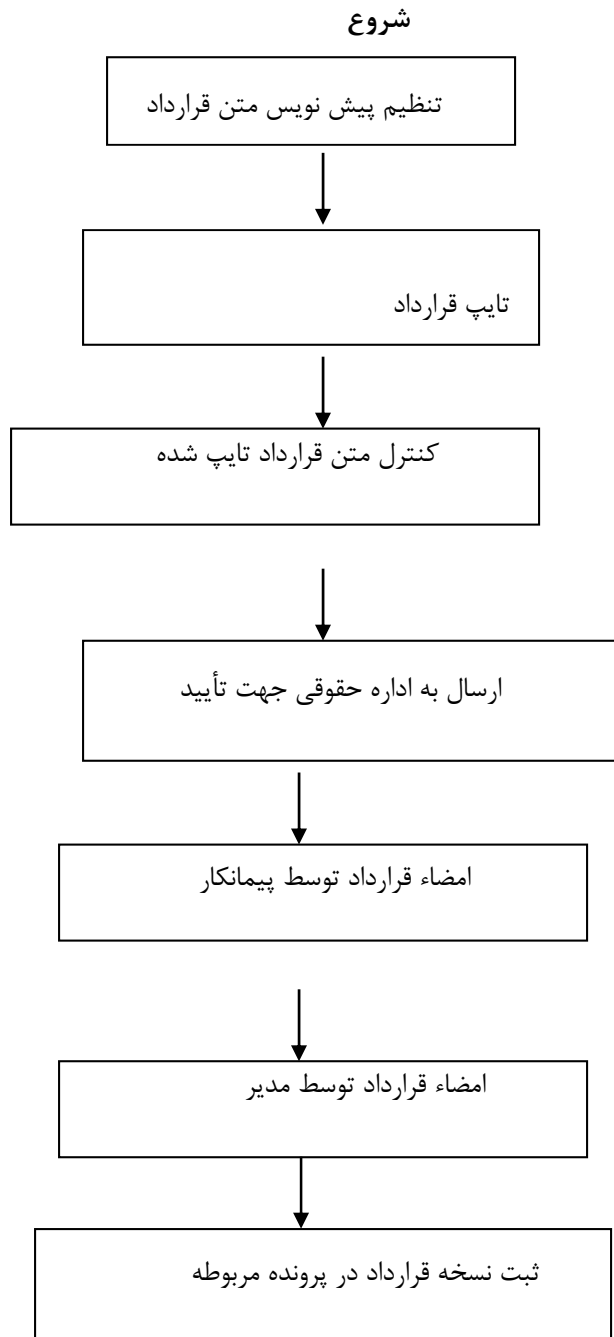 شروع
تنظیم پیش نویس متن قرارداد
تایپ قرارداد
کنترل متن قرارداد تایپ شده
ارسال به اداره حقوقی جهت تأیید
امضاء قرارداد توسط پیمانکار
امضاء قرارداد توسط مدیر
ثبت نسخه قرارداد در پرونده مربوطه